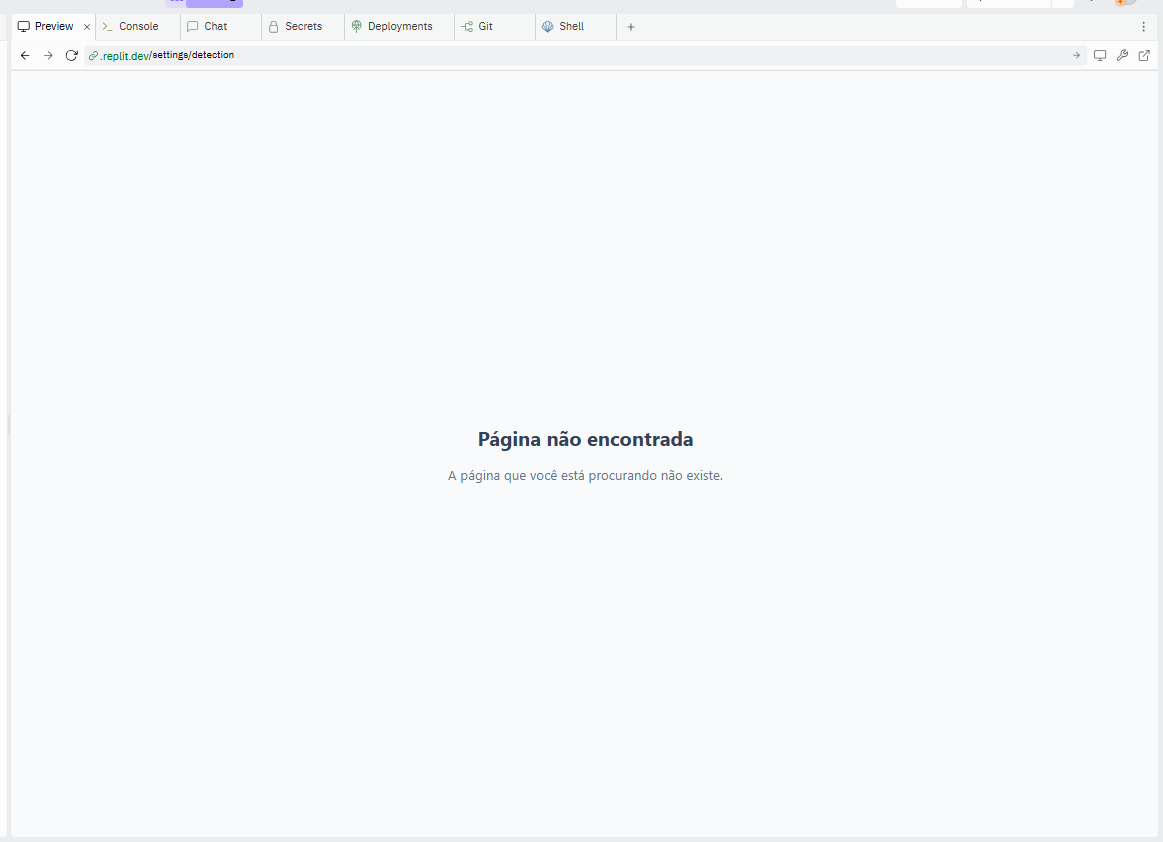 Preview
Console
Chat
Secrets
Deployments
Git
Shell
.replit.dev/settings/detection
Página não encontrada
A página que você está procurando não existe.